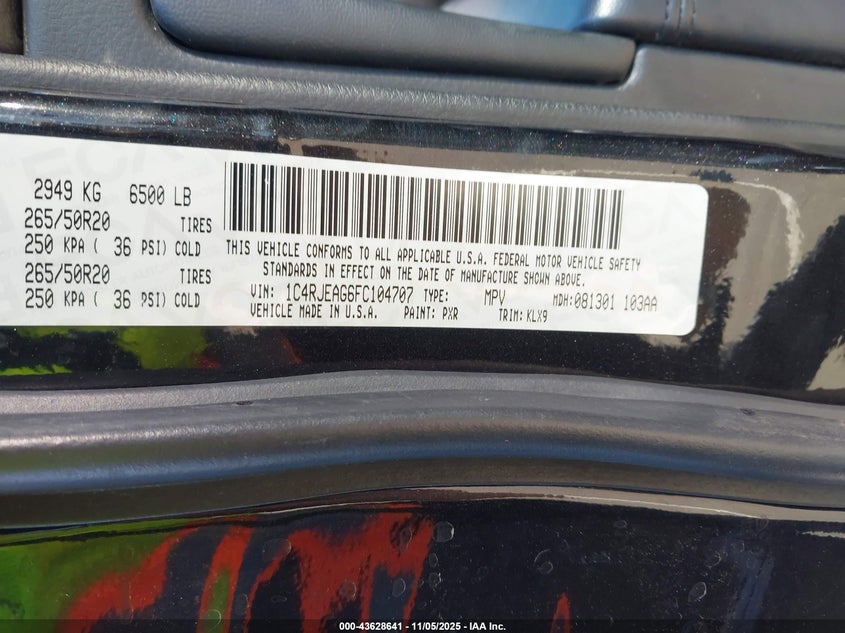 2949 KG 6500 LB
265/50R20 TIRES
250 KPA ( 36 PSI) COLD
265/50R20 TIRES
250 KPA ( 36 PSI) COLD
THIS VEHICLE CONFORMS TO ALL APPLICABLE U.S.A. FEDERAL MOTOR VEHICLE SAFETY
STANDARDS IN EFFECT ON THE DATE OF MANUFACTURE SHOWN ABOVE.
VIN: 1C4RJEAG6FC104707 TYPE: MPV MDH:081301 103AA
VEHICLE MADE IN U.S.A. PAINT: PXR TRIM: KLX9
000-43628641 - 11/05/2025 - IAA Inc.